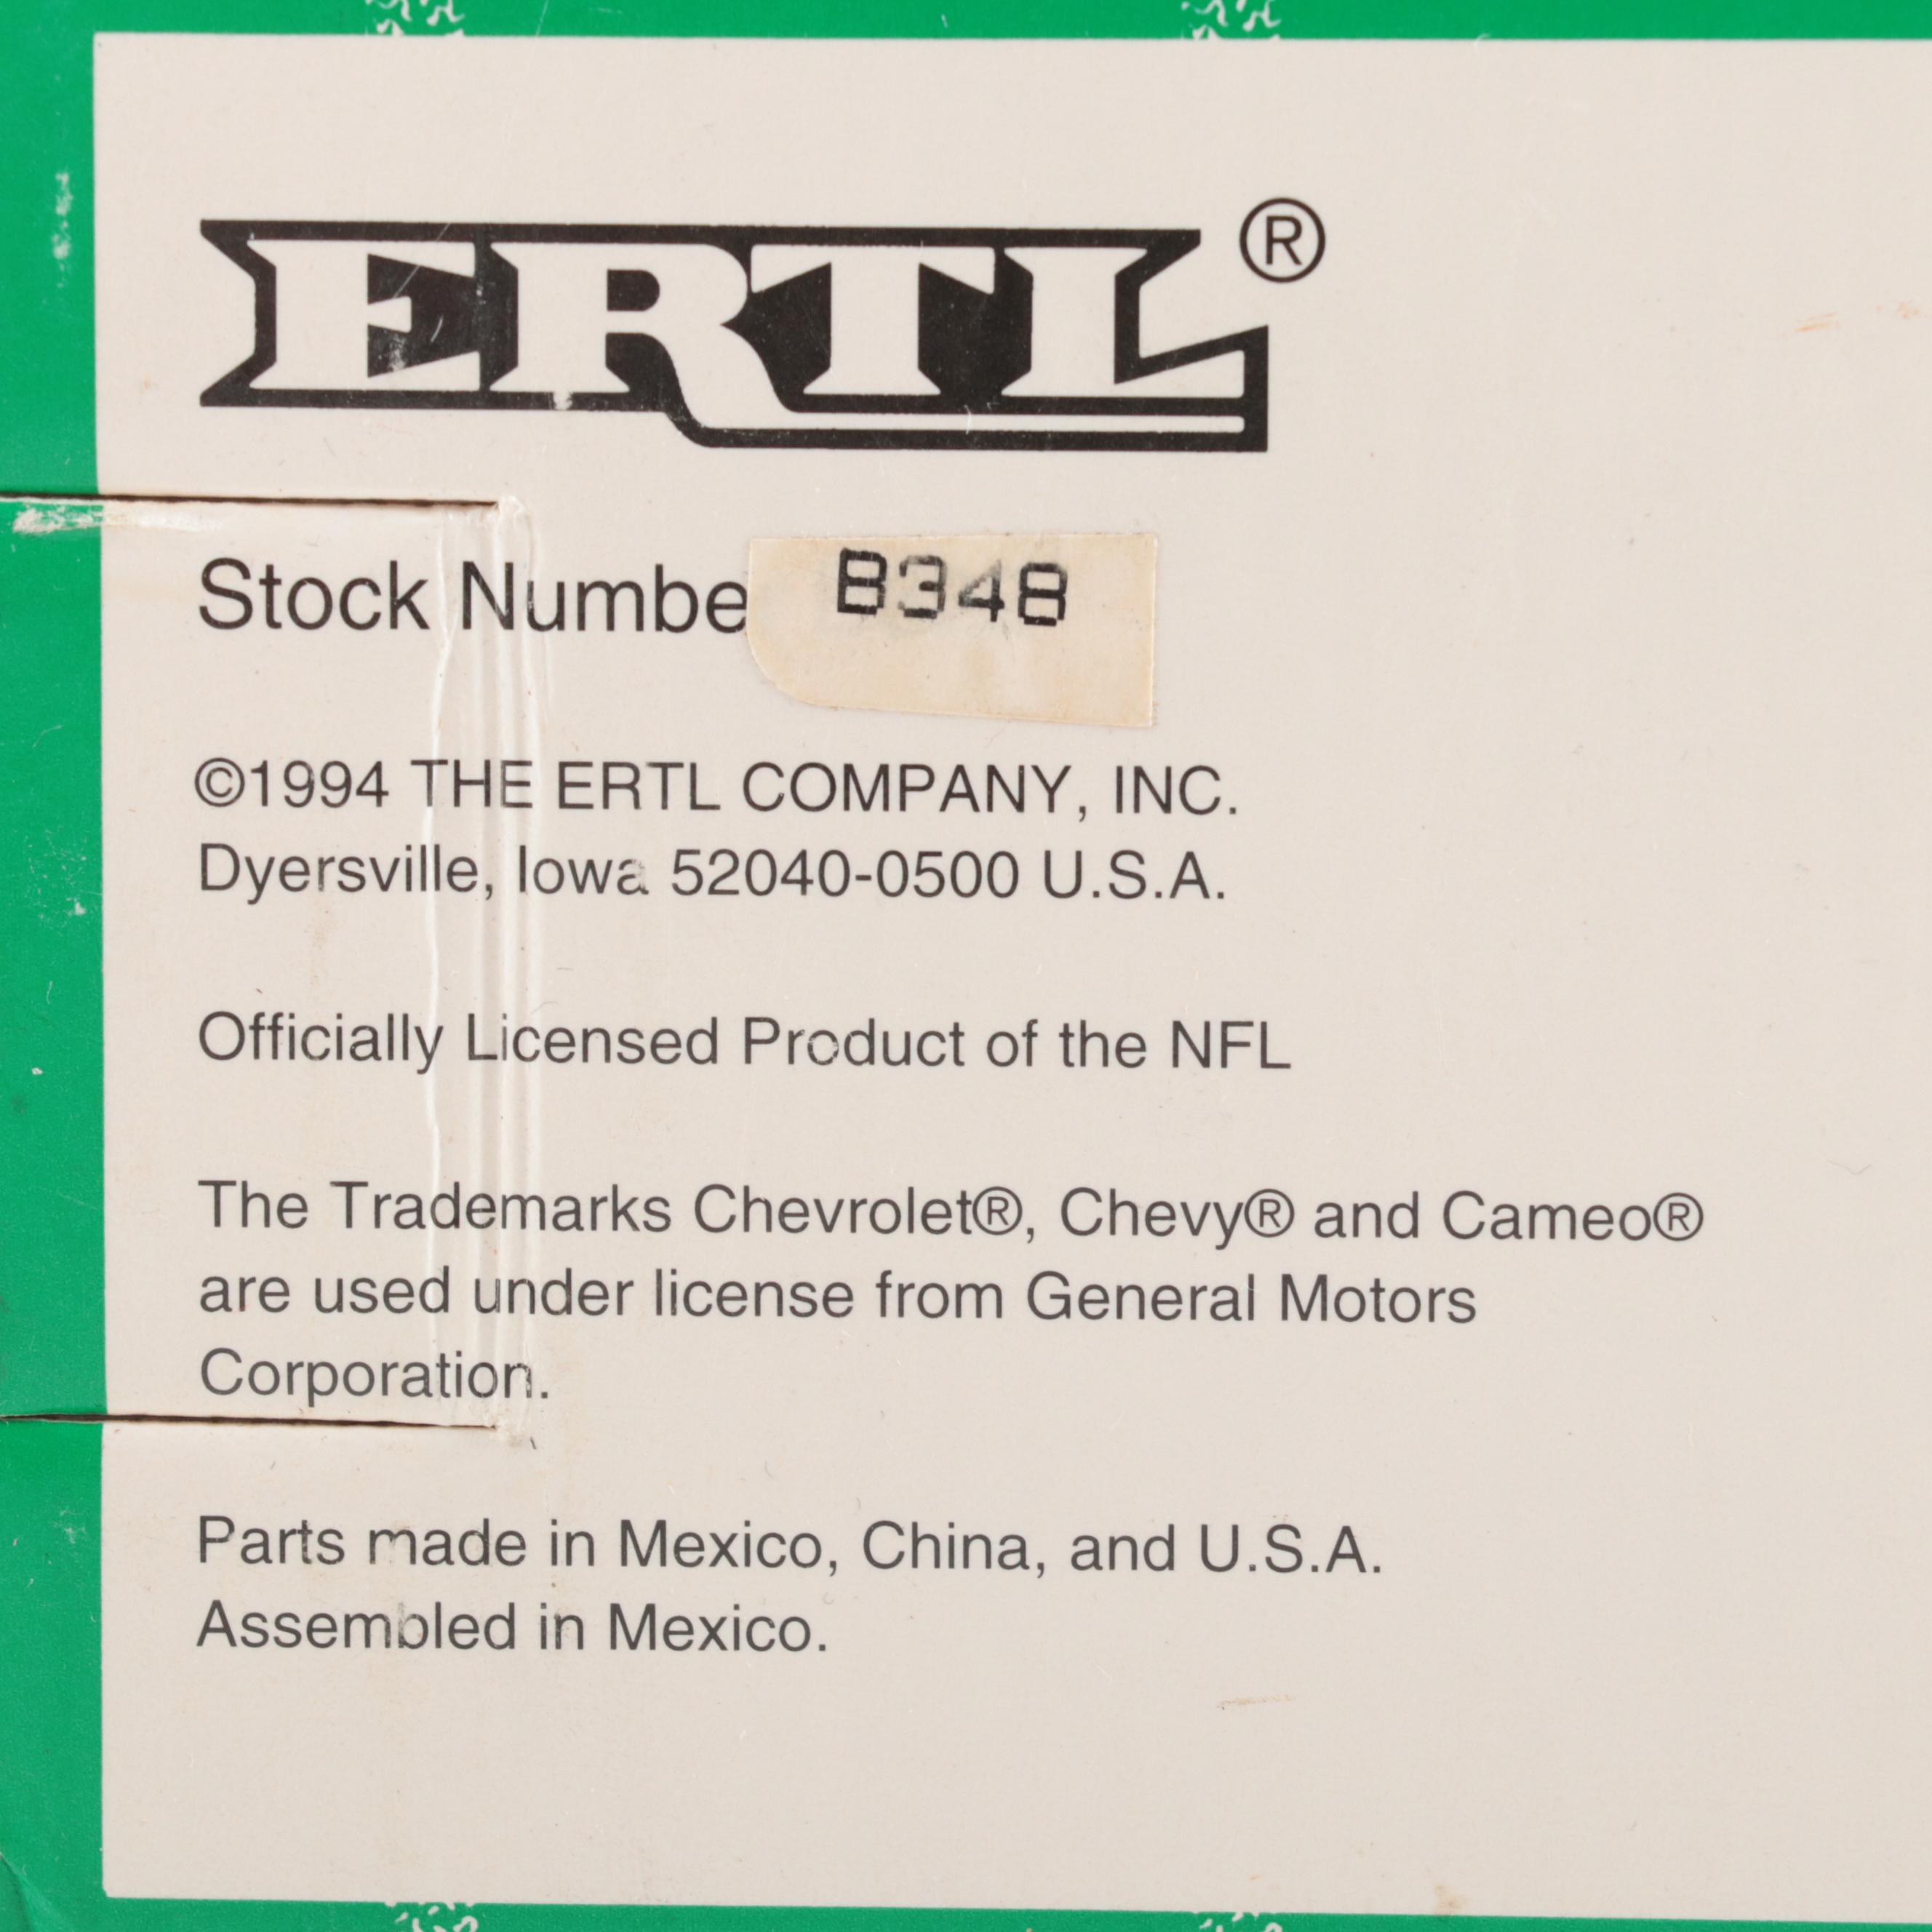 ERTL®
Stock Numbe B348
©1994 THE ERTL COMPANY, INC.
Dyersville, Iowa 52040-0500 U.S.A.
Officially Licensed Product of the NFL
The Trademarks Chevrolet®, Chevy® and Cameo®
are used under license from General Motors
Corporation.
Parts made in Mexico, China, and U.S.A.
Assembled in Mexico.